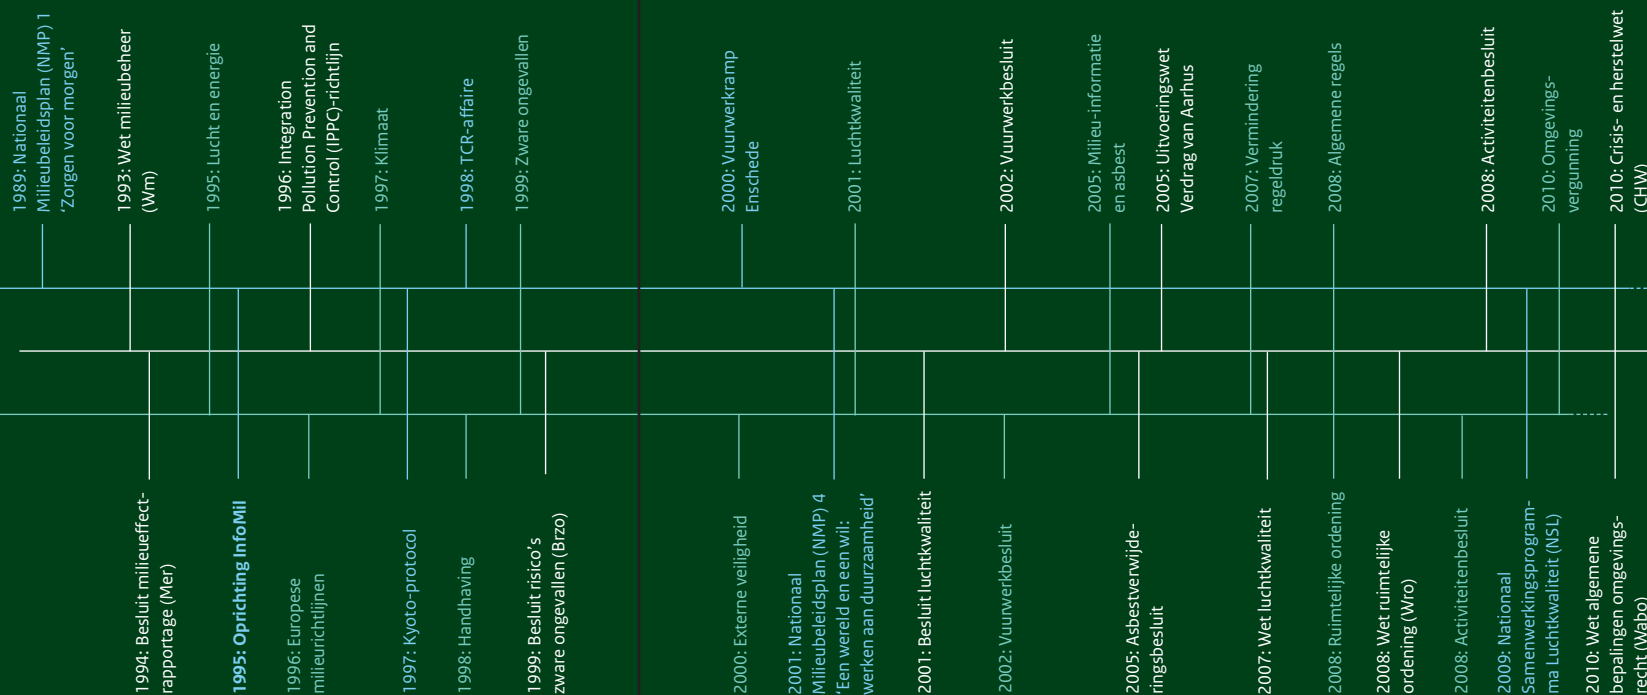 1989: Nationaal
Milieubeleidsplan (NMP) 1
‘Zorgen voor morgen’
1993: Wet milieubeheer
(Wm)
1995: Lucht en energie
1996: Integration
Pollution Prevention and
Control (IPPC)-richtlijn
1997: Klimaat
1998: TCR-affaire
1999: Zware ongevallen
2000: Vuurwerkramp
Enschede
2001: Luchtkwaliteit
2002: Vuurwerkbesluit
2005: Milieu-informatie
en asbest
2005: Uitvoeringswet
Verdrag van Aarhus
2007: Vermindering
regeldruk
2008: Algemene regels
2008: Activiteitenbesluit
2010: Omgevings-
vergunning
2010: Crisis- en herstelwet
(CHW)
1994: Besluit milieueffect-
rapportage (Mer)
1995: Oprichting InfoMil
1996: Europese
milieurichtlijnen
1997: Kyoto-protocol
1998: Handhaving
1999: Besluit risico’s
zware ongevallen (Brzo)
2000: Externe veiligheid
2001: Nationaal
Milieubeleidsplan (NMP) 4
‘Een wereld en een wil:
werken aan duurzaamheid’
2001: Besluit luchtkwaliteit
2002: Vuurwerkbesluit
2005: Asbestverwijde-
ringsbesluit
2007: Wet luchtkwaliteit
2008: Ruimtelijke ordening
2008: Wet ruimtelijke
ordening (Wro)
2008: Activiteitenbesluit
2009: Nationaal
Samenwerkingsprogram-
ma Luchtkwaliteit (NSL)
2010: Wet algemene
bepalingen omgevings-
recht (Wabo)